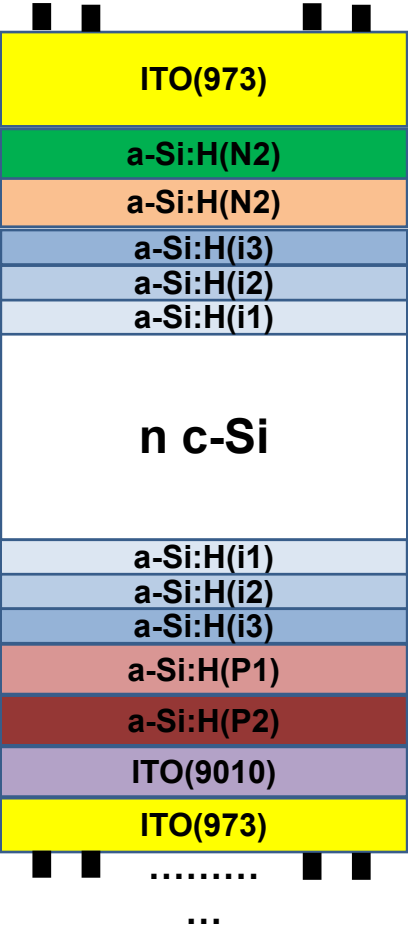 ITO(973)
a-Si:H(N2)
a-Si:H(N2)
a-Si:H(i3)
a-Si:H(i2)
a-Si:H(i1)
n c-Si
a-Si:H(i1)
a-Si:H(i2)
a-Si:H(i3)
a-Si:H(P1)
a-Si:H(P2)
ITO(9010)
ITO(973)
.........
...